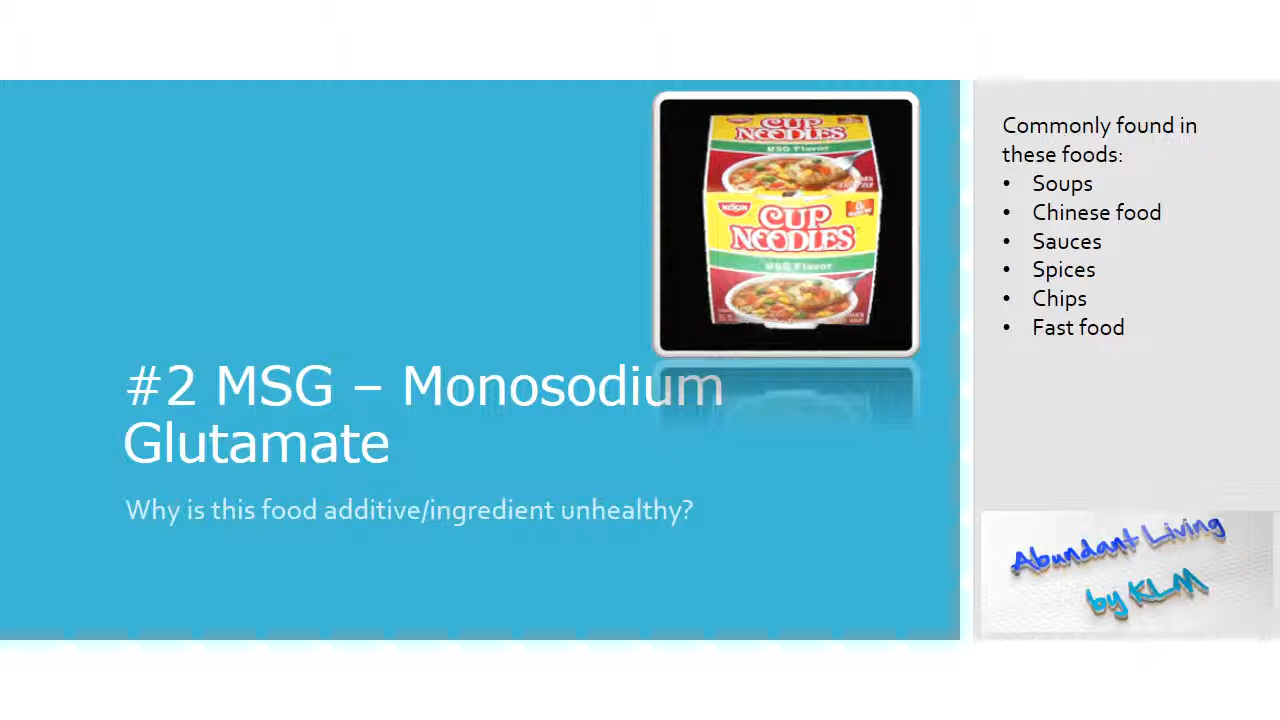 CUP
NOODLES
MSG Flavor
NISSIN
CUP
NOODLES
MSG Flavor
#2 MSG – Monosodium
Glutamate
Why is this food additive/ingredient unhealthy?
Commonly found in
these foods:
• Soups
• Chinese food
• Sauces
• Spices
• Chips
• Fast food
Abundant Living
by KLM